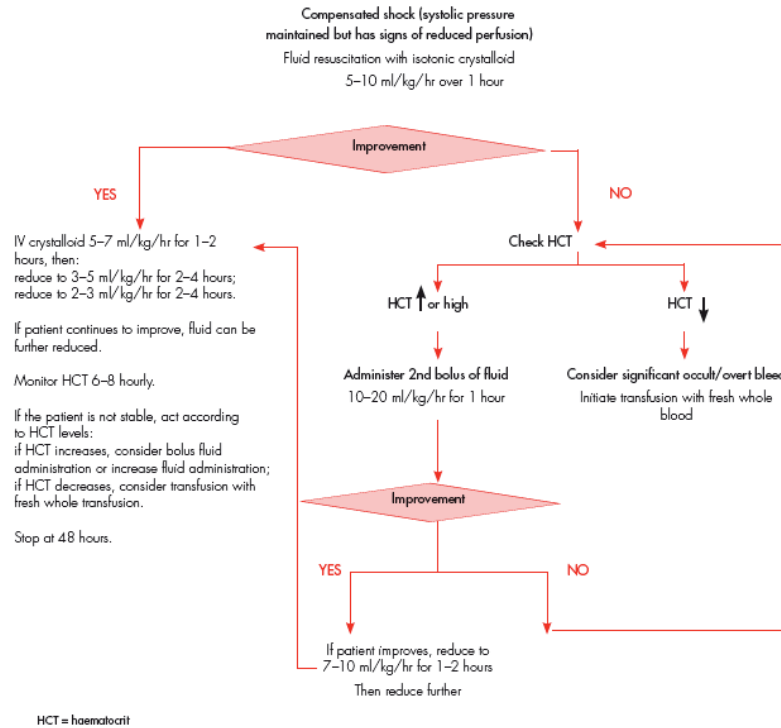 Compensated shock (systolic pressure
maintained but has signs of reduced perfusion)
Fluid resuscitation with isotonic crystalloid
5–10 ml/kg/hr over 1 hour
Improvement
YES
NO
IV crystalloid 5–7 ml/kg/hr for 1–2
hours, then:
reduce to 3–5 ml/kg/hr for 2–4 hours;
reduce to 2–3 ml/kg/hr for 2–4 hours.
If patient continues to improve, fluid can be
further reduced.
Monitor HCT 6–8 hourly.
If the patient is not stable, act according
to HCT levels:
if HCT increases, consider bolus fluid
administration or increase fluid administration;
if HCT decreases, consider transfusion with
fresh whole transfusion.
Stop at 48 hours.
Check HCT
HCT ↑ or high
HCT ↓
Administer 2nd bolus of fluid
10–20 ml/kg/hr for 1 hour
Consider significant occult/overt bleed
Initiate transfusion with fresh whole
blood
Improvement
YES
NO
If patient improves, reduce to
7–10 ml/kg/hr for 1–2 hours
Then reduce further
HCT = haematocrit